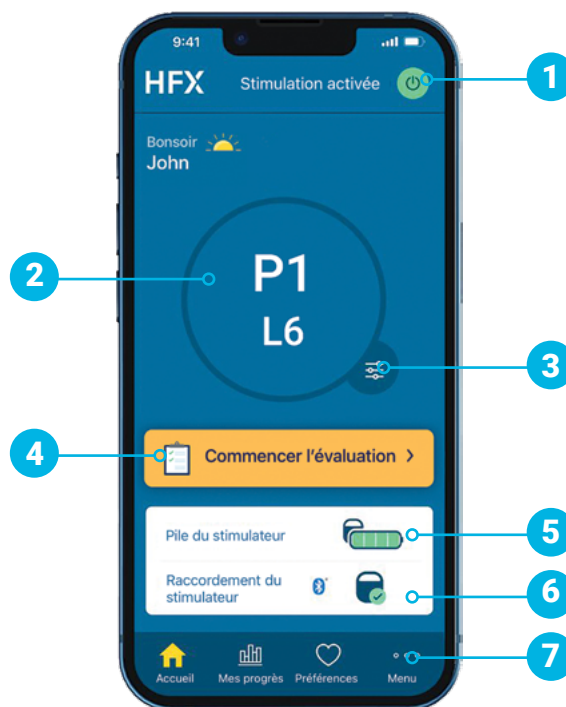 9:41
HFX
Stimulation activée
1
Bonsoir
John
2
P1
L6
3
4
Commencer l'évaluation >
Pile du stimulateur
5
Raccordement du
stimulateur
6
7
Accueil
Mes progrès
Préférences
Menu